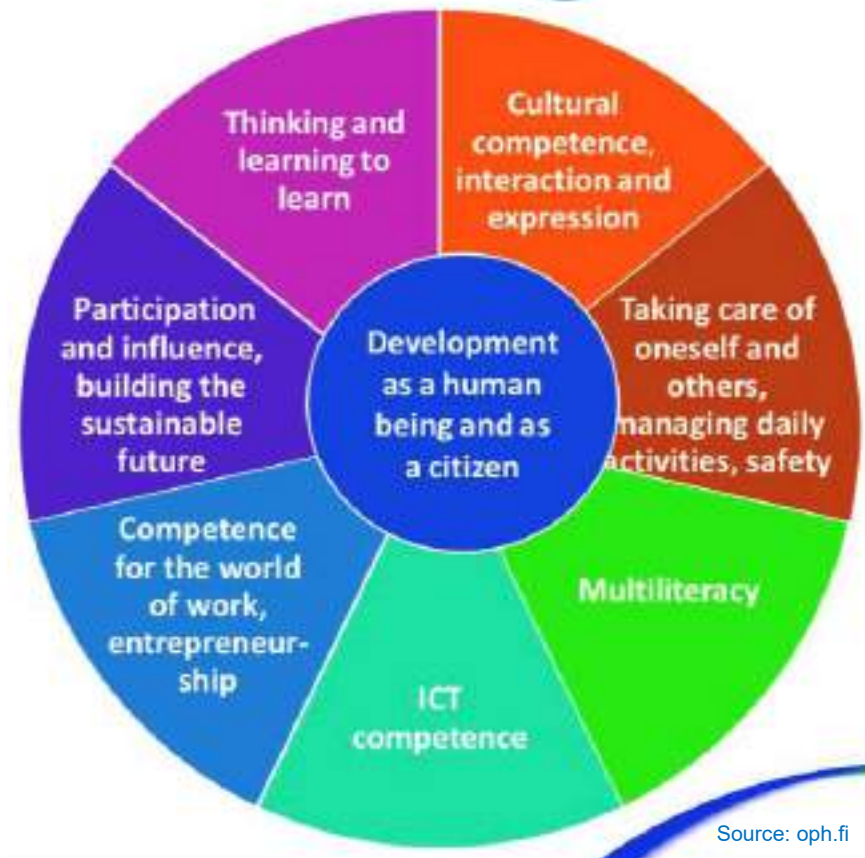 Thinking and
learning to
learn
Cultural
competence,
interaction and
expression
Taking care of
oneself and
others,
managing daily
activities, safety
Multiliteracy
ICT
competence
Competence
for the world
of work,
entrepreneur-
ship
Participation
and influence,
building the
sustainable
future
Development
as a human
being and as
a citizen
Source: oph.fi